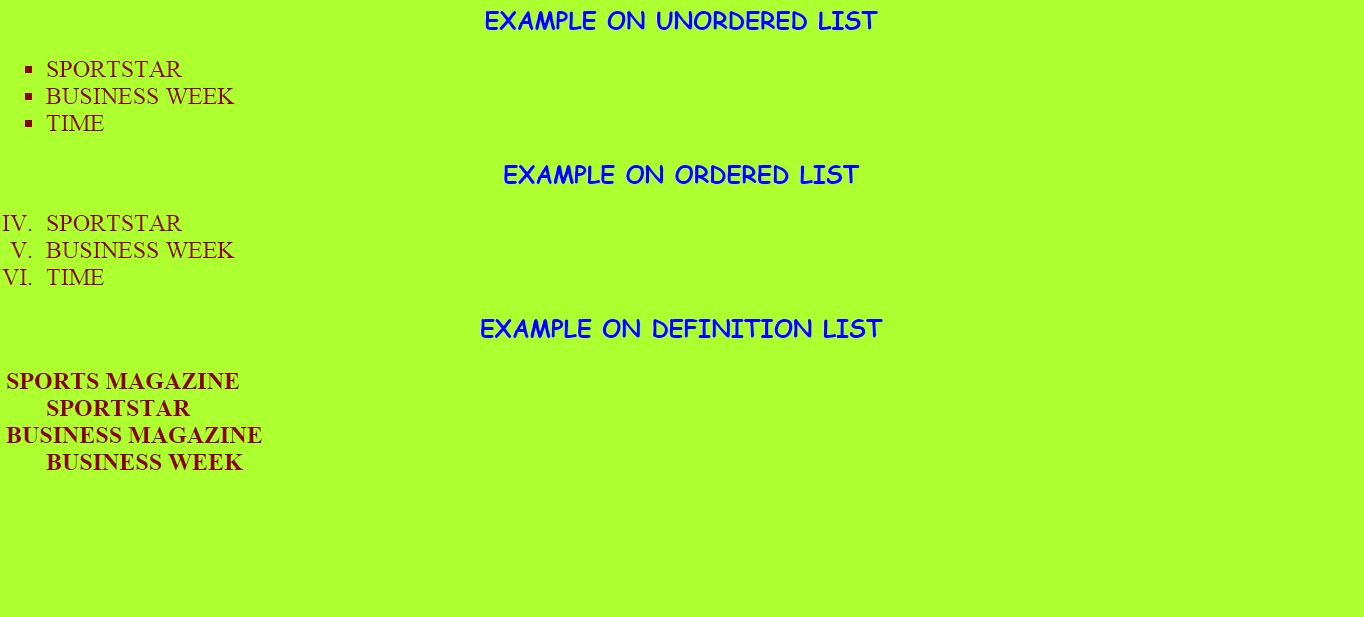 EXAMPLE ON UNORDERED LIST
▪ SPORTSTAR
▪ BUSINESS WEEK
▪ TIME
EXAMPLE ON ORDERED LIST
IV. SPORTSTAR
V. BUSINESS WEEK
VI. TIME
EXAMPLE ON DEFINITION LIST
SPORTS MAGAZINE
SPORTSTAR
BUSINESS MAGAZINE
BUSINESS WEEK